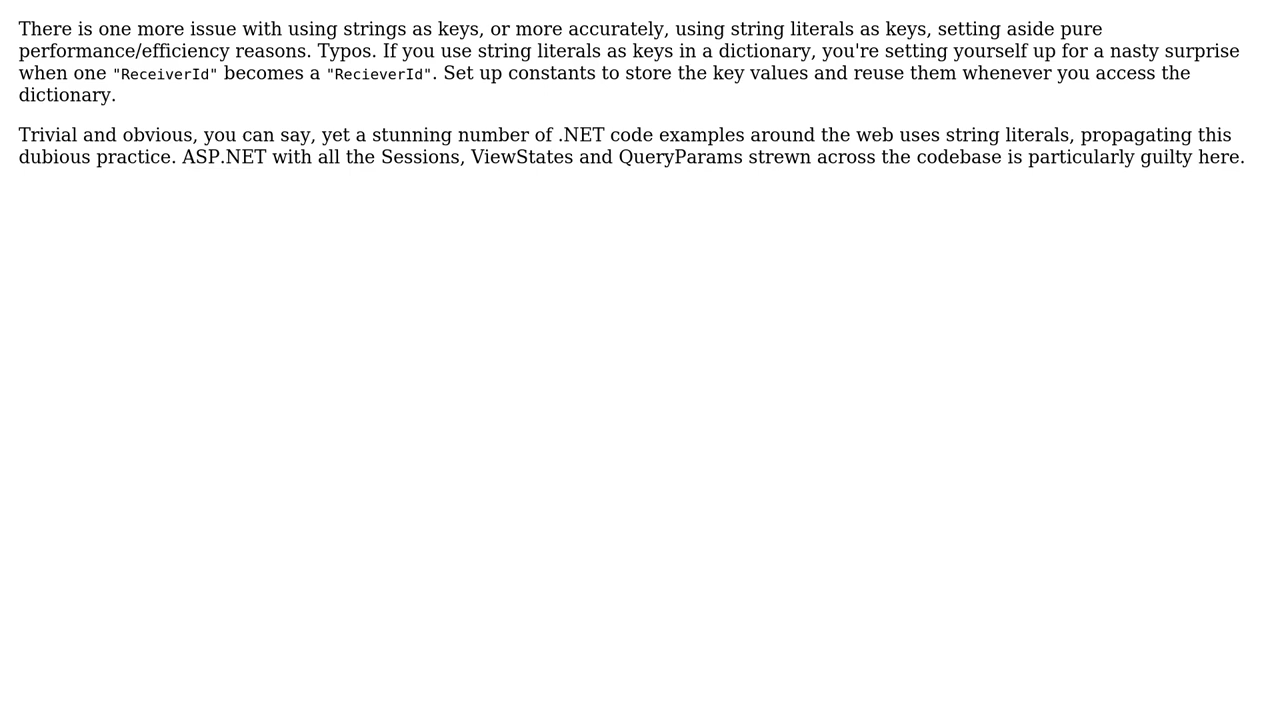 There is one more issue with using strings as keys, or more accurately, using string literals as keys, setting aside pure
performance/efficiency reasons. Typos. If you use string literals as keys in a dictionary, you're setting yourself up for a nasty surprise
when one "ReceiverId" becomes a "RecieverId". Set up constants to store the key values and reuse them whenever you access the
dictionary.
Trivial and obvious, you can say, yet a stunning number of .NET code examples around the web uses string literals, propagating this
dubious practice. ASP.NET with all the Sessions, ViewStates and QueryParams strewn across the codebase is particularly guilty here.